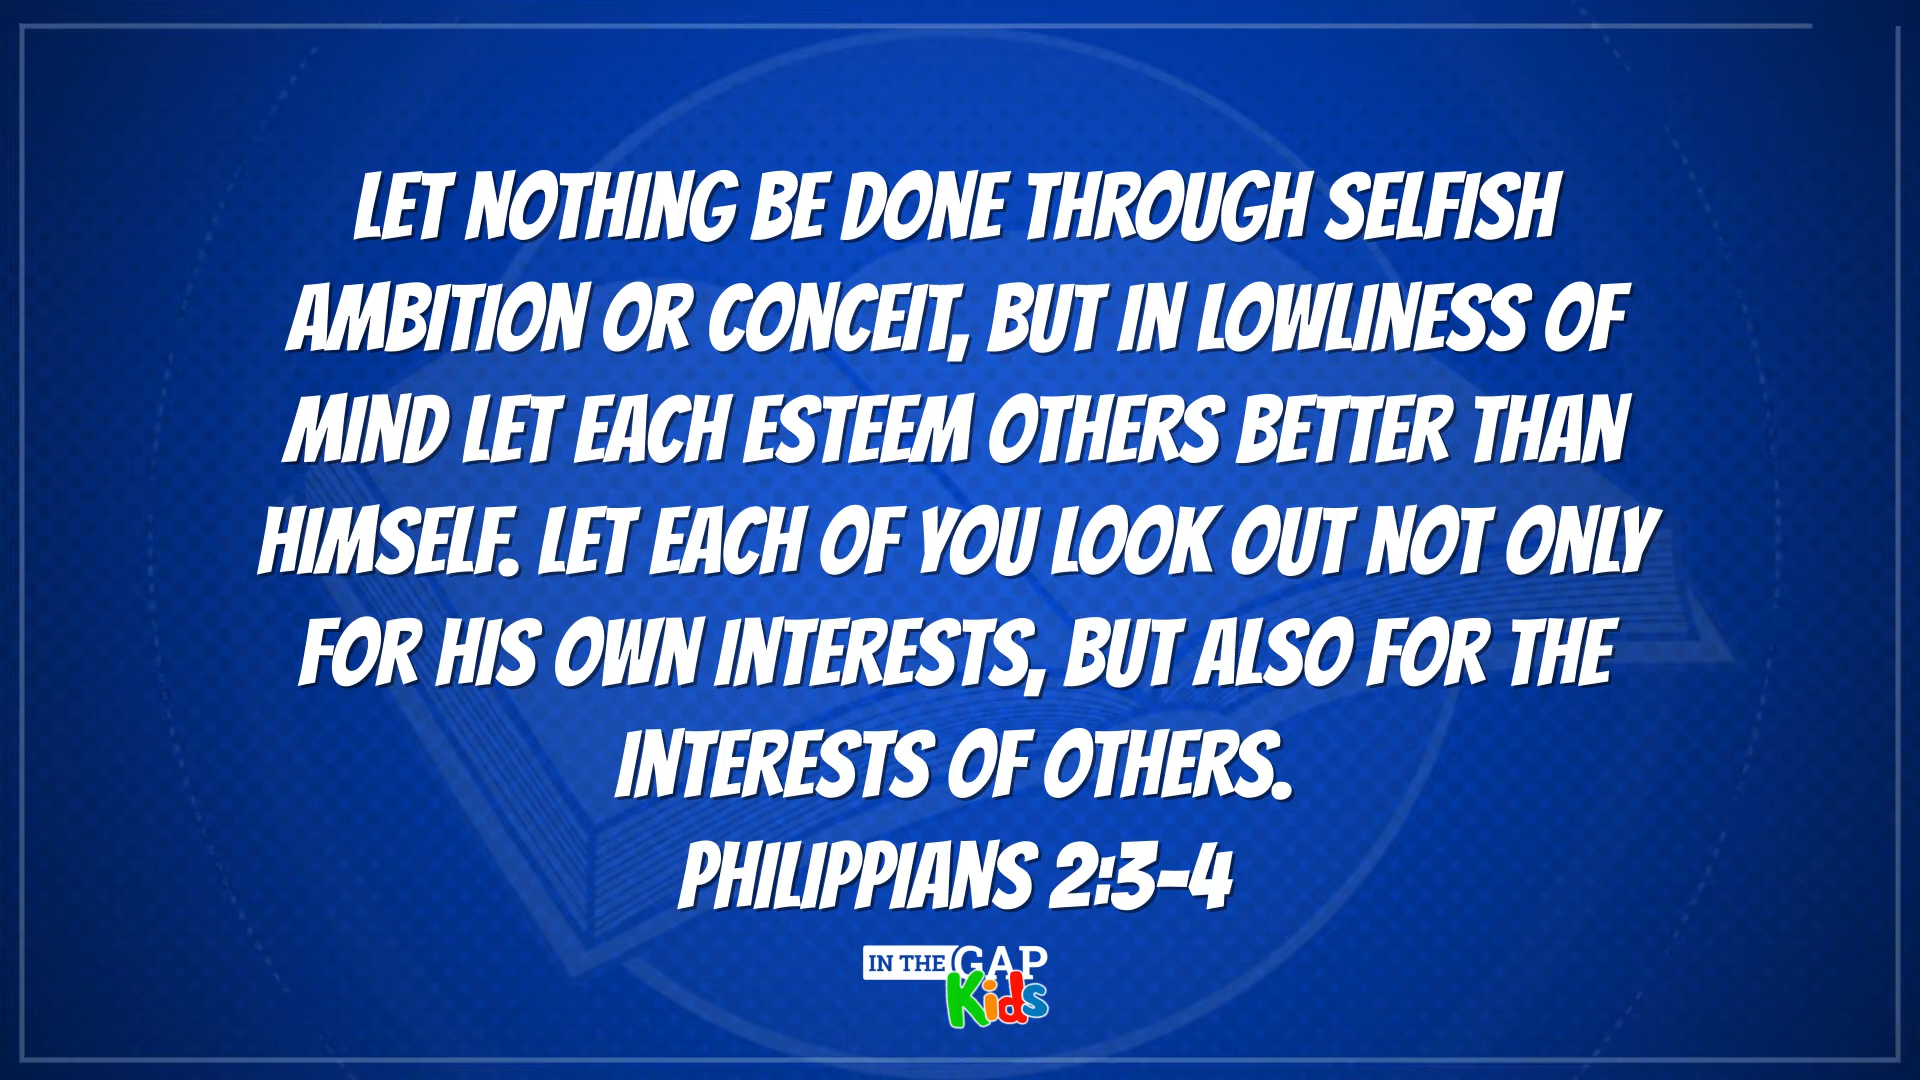 LET NOTHING BE DONE THROUGH SELFISH
AMBITION OR CONCEIT, BUT IN LOWLINESS OF
MIND LET EACH ESTEEM OTHERS BETTER THAN
HIMSELF. LET EACH OF YOU LOOK OUT NOT ONLY
FOR HIS OWN INTERESTS, BUT ALSO FOR THE
INTERESTS OF OTHERS.
PHILIPPIANS 2:3-4
IN THE GAP
Kids